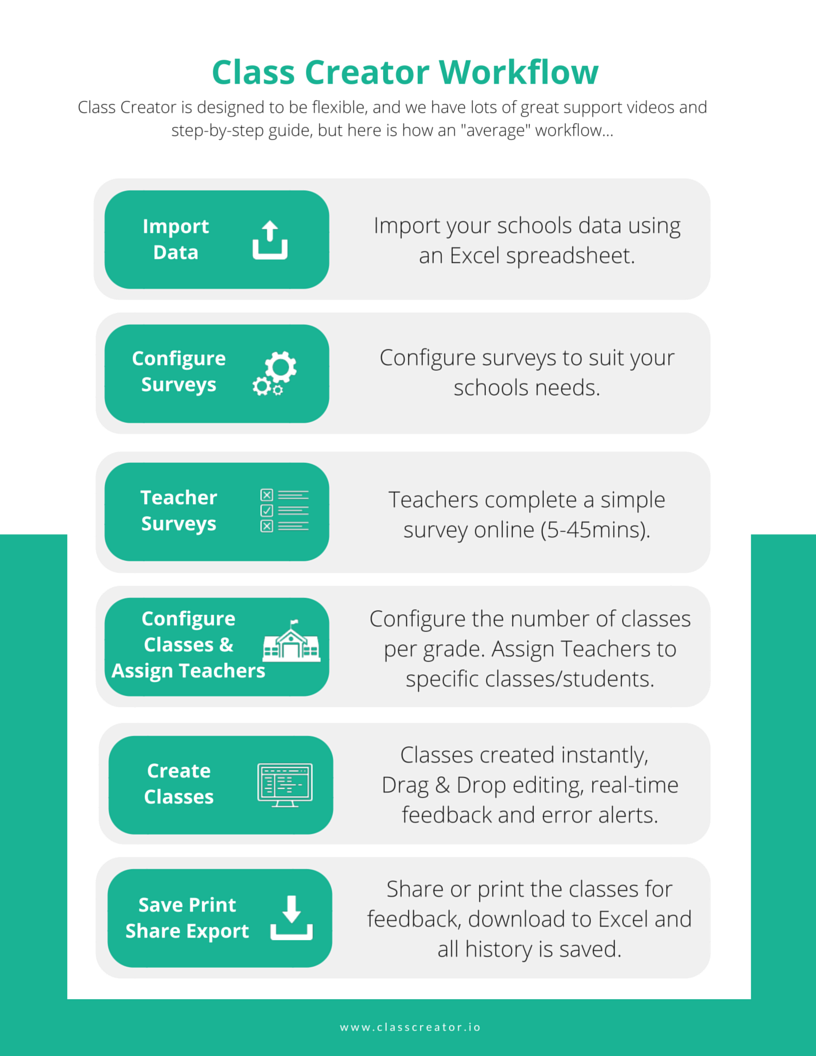 Class Creator Workflow
Class Creator is designed to be flexible, and we have lots of great support videos and
step-by-step guide, but here is how an "average" workflow...
Import
Data
Import your schools data using
an Excel spreadsheet.
Configure
Surveys
Configure surveys to suit your
schools needs.
Teacher
Surveys
Teachers complete a simple
survey online (5-45mins).
Configure
Classes &
Assign Teachers
Configure the number of classes
per grade. Assign Teachers to
specific classes/students.
Create
Classes
Classes created instantly,
Drag & Drop editing, real-time
feedback and error alerts.
Save Print
Share Export
Share or print the classes for
feedback, download to Excel and
all history is saved.
www.classcreator.io